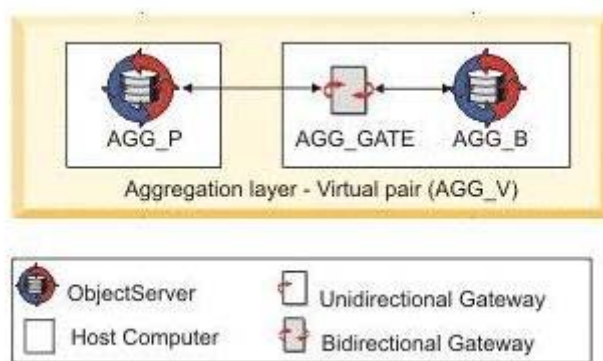 AGG_P AGG_GATE AGG_B
Aggregation layer - Virtual pair (AGG_V)
ObjectServer Unidirectional Gateway
Host Computer Bidirectional Gateway